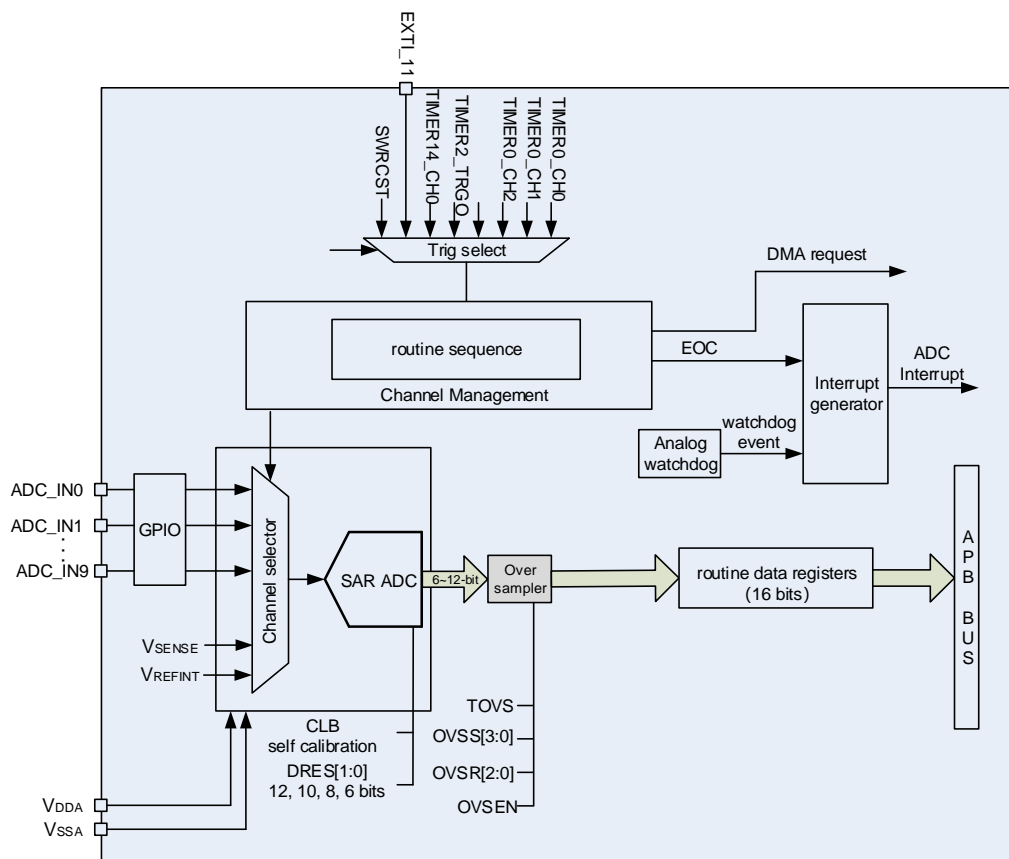 EXTI_11
SWRCST
TIMER14_CH0
TIMER2_TRGO
TIMER0_CH2
TIMER0_CH1
TIMER0_CH0
Trig select
DMA request
routine sequence
Channel Management
EOC
Interrupt
generator
ADC
Interrupt
Analog
watchdog
watchdog
event
ADC_IN0
ADC_IN1
ADC_IN9
GPIO
Channel selector
SAR ADC
6~12-bit
Over
sampler
routine data registers
(16 bits)
APB BUS
VSENSE
VREFINT
CLB
self calibration
DRES[1:0]
12, 10, 8, 6 bits
TOVS
OVSS[3:0]
OVSR[2:0]
OVSEN
VDDA
VSSA